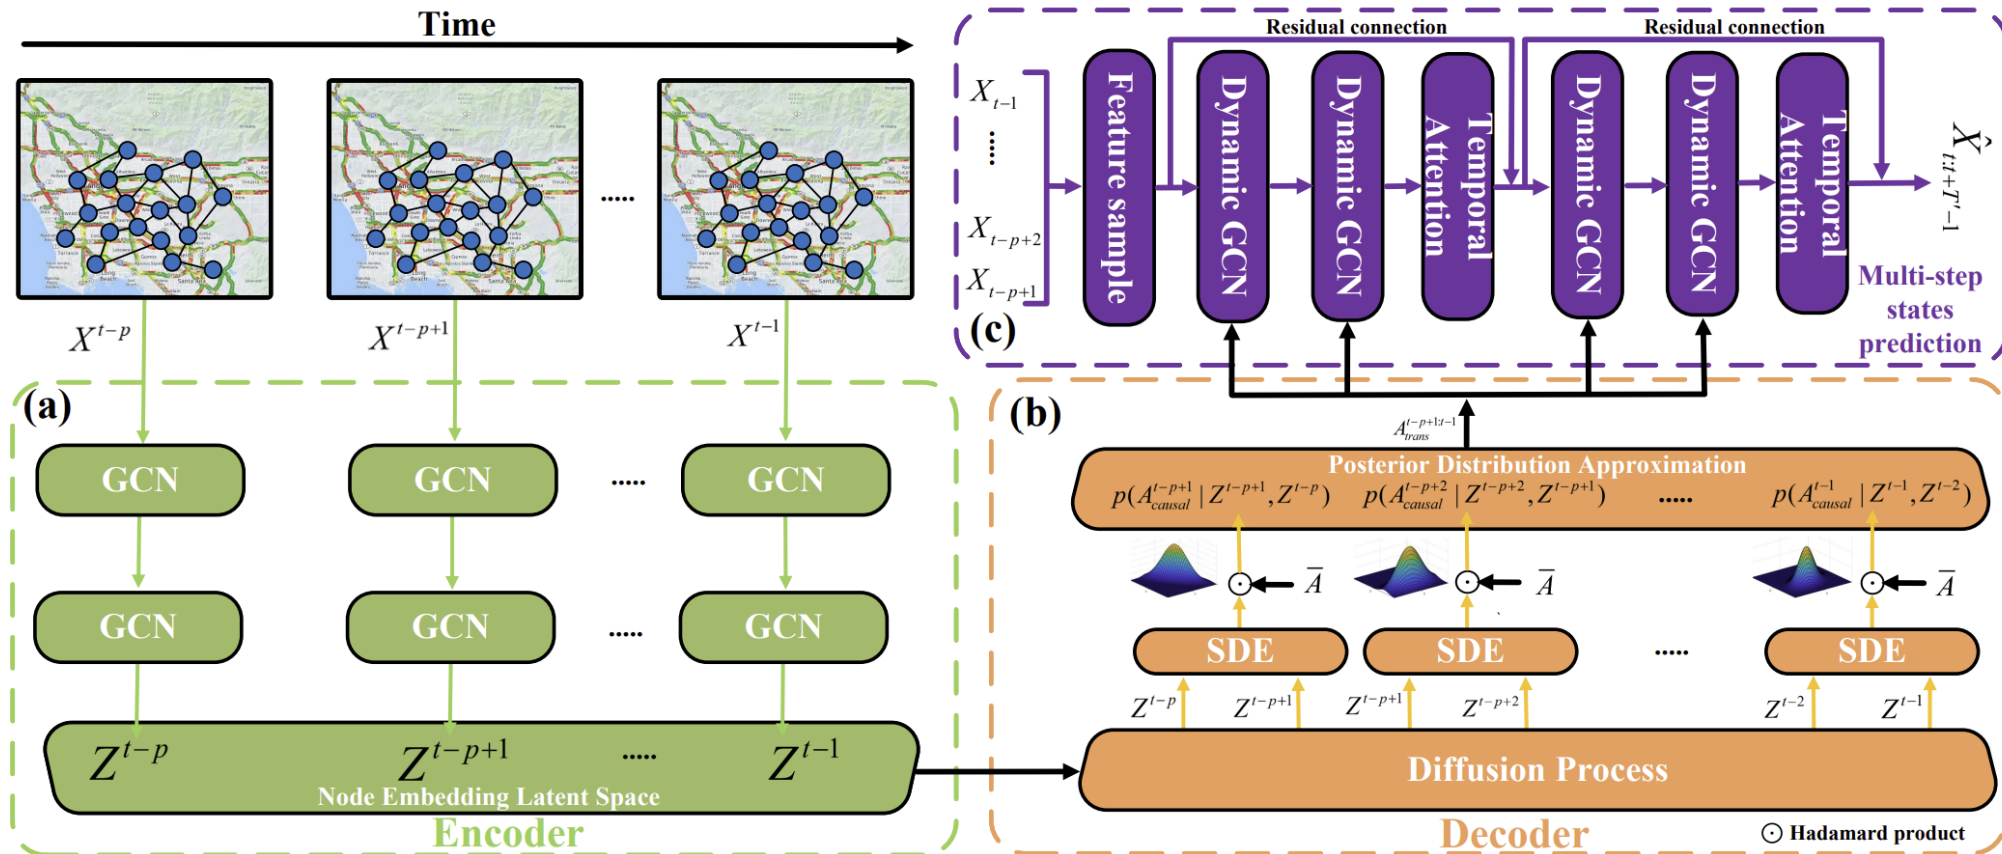 Time
.....
X^{t-p}
X^{t-p+1}
X^{t-1}
(a)
GCN
GCN
.....
GCN
GCN
GCN
.....
GCN
Z^{t-p}
Z^{t-p+1}
.....
Z^{t-1}
Node Embedding Latent Space
Encoder
Residual connection
Residual connection
X_{t-1}
.....
X_{t-p+2}
X_{t-p+1}
(c)
Feature sample
Dynamic GCN
Dynamic GCN
Temporal
Attention
Dynamic GCN
Dynamic GCN
Temporal
Attention
\hat{X}_{t:t+T'-1}
Multi-step
states
prediction
(b)
A_{trans}^{t-p+1:t-1}
Posterior Distribution Approximation
p(A_{causal}^{t-p+1} | Z^{t-p+1}, Z^{t-p})
p(A_{causal}^{t-p+2} | Z^{t-p+2}, Z^{t-p+1})
.....
p(A_{causal}^{t-1} | Z^{t-1}, Z^{t-2})
\bar{A}
\bar{A}
\bar{A}
SDE
SDE
.....
SDE
Z^{t-p}
Z^{t-p+1}
Z^{t-p+1}
Z^{t-p+2}
Z^{t-2}
Z^{t-1}
Diffusion Process
Decoder
⊙ Hadamard product